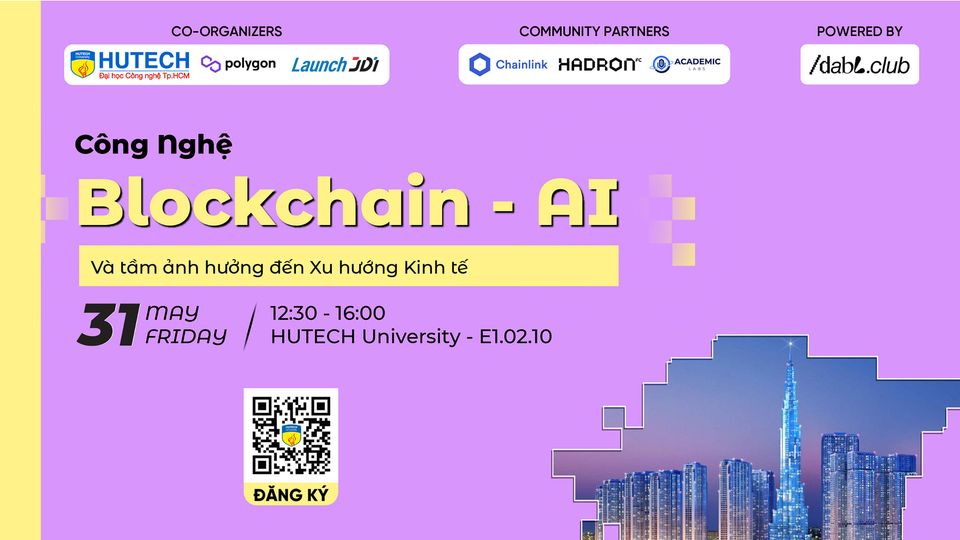 CO-ORGANIZERS
HUTECH
Đại học Công nghệ Tp.HCM
polygon
Launch JDI
COMMUNITY PARTNERS
Chainlink
HADRON FC
ACADEMIC
LABS
POWERED BY
/dabl.club
Công Nghệ
Blockchain - AI
Và tầm ảnh hưởng đến Xu hướng Kinh tế
31 MAY
FRIDAY
12:30 - 16:00
HUTECH University - E1.02.10
ĐĂNG KÝ